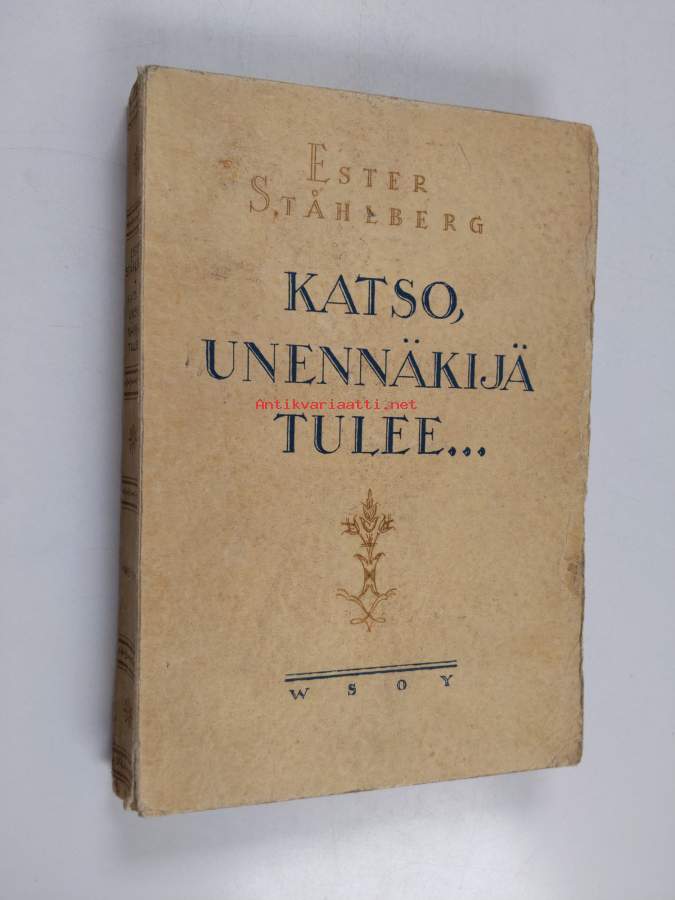 ESTER
STÅHLBERG
KATSO,
UNENNÄKIJÄ
Antikvariaatti.net
TULEE...
WSOY